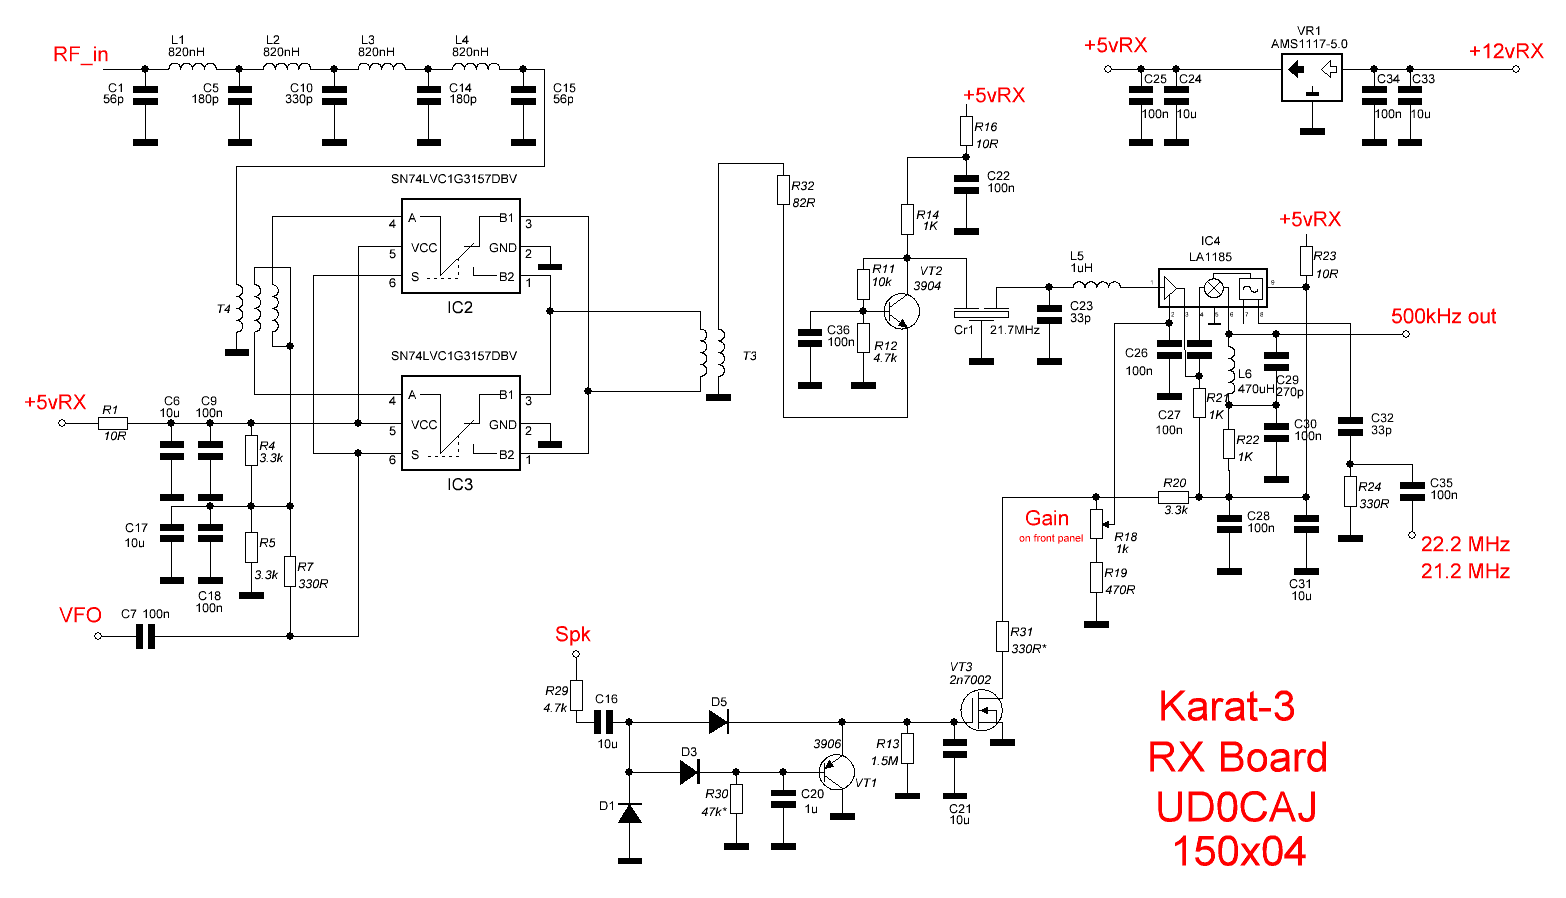 RF_in
L1
820nH
L2
820nH
L3
820nH
L4
820nH
C1
56p
C5
180p
C10
330p
C14
180p
C15
56p
+5vRX
VR1
AMS1117-5.0
+12vRX
C25
100n
C24
10u
C34
100n
C33
10u
SN74LVC1G3157DBV
4
A
B1
3
5
VCC
GND
2
6
S
B2
1
IC2
T4
SN74LVC1G3157DBV
4
A
B1
3
5
VCC
GND
2
6
S
B2
1
IC3
T3
R32
82R
+5vRX
R16
10R
C22
100n
R14
1K
R11
10k
VT2
3904
C36
100n
R12
4.7k
Cr1
21.7MHz
L5
1uH
C23
33p
IC4
LA1185
1
2
3
4
5
6
7
8
9
+5vRX
R23
10R
500kHz out
C26
100n
C27
100n
R21
1K
L6
470uH
C29
270p
C30
100n
R22
1K
C32
33p
R24
330R
C35
100n
22.2 MHz
21.2 MHz
R20
3.3k
C28
100n
C31
10u
Gain
on front panel
R18
1k
R19
470R
R31
330R*
+5vRX
R1
10R
C6
10u
C9
100n
R4
3.3k
C17
10u
C18
100n
R5
3.3k
R7
330R
VFO
C7 100n
Spk
R29
4.7k
C16
10u
D5
D3
D1
R30
47k*
C20
1u
3906
VT1
R13
1.5M
C21
10u
VT3
2n7002
Karat-3
RX Board
UD0CAJ
150x04